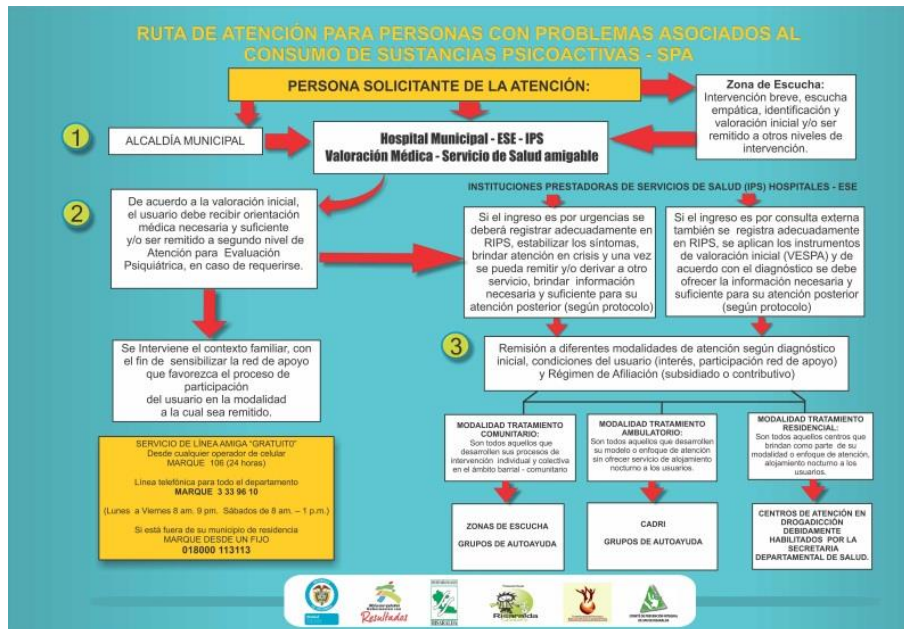 RUTA DE ATENCIÓN PARA PERSONAS CON PROBLEMAS ASOCIADOS AL
CONSUMO DE SUSTANCIAS PSICOACTIVAS - SPA
PERSONA SOLICITANTE DE LA ATENCIÓN:
Zona de Escucha:
Intervención breve, escucha
empática, identificación y
valoración inicial y/o ser
remitido a otros niveles de
intervención.
1
ALCALDÍA MUNICIPAL
Hospital Municipal - ESE - IPS
Valoración Médica - Servicio de Salud amigable
2
De acuerdo a la valoración inicial,
el usuario debe recibir orientación
médica necesaria y suficiente
y/o ser remitido a segundo nivel de
Atención para Evaluación
Psiquiátrica, en caso de requerirse.
INSTITUCIONES PRESTADORAS DE SERVICIOS DE SALUD (IPS) HOSPITALES - ESE
Si el ingreso es por urgencias se
deberá registrar adecuadamente en
RIPS, estabilizar los síntomas,
brindar atención en crisis y una vez
se pueda remitir y/o derivar a otro
servicio, brindar información
necesaria y suficiente para su
atención posterior (según protocolo)
Si el ingreso es por consulta externa
también se registra adecuadamente
en RIPS, se aplican los instrumentos
de valoración inicial (VESPA) y de
acuerdo con el diagnóstico se debe
ofrecer la información necesaria y
suficiente para su atención posterior
(según protocolo)
Se Interviene el contexto familiar, con
el fin de sensibilizar la red de apoyo
que favorezca el proceso de
participación
del usuario en la modalidad
a la cual sea remitido.
3
Remisión a diferentes modalidades de atención según diagnóstico
inicial, condiciones del usuario (interés, participación red de apoyo)
y Régimen de Afiliación (subsidiado o contributivo)
MODALIDAD TRATAMIENTO
COMUNITARIO:
Son todos aquellos que
desarrollen sus procesos de
intervención individual y colectiva
en el ámbito barrial - comunitario
MODALIDAD TRATAMIENTO
AMBULATORIO:
Son todos aquellos que desarrollen
su modelo o enfoque de atención
sin ofrecer servicio de alojamiento
nocturno a los usuarios.
MODALIDAD TRATAMIENTO
RESIDENCIAL:
Son todos aquellos centros que
brindan como parte de su
modalidad o enfoque de atención,
alojamiento nocturno a los
usuarios.
ZONAS DE ESCUCHA
GRUPOS DE AUTOAYUDA
CADRI
GRUPOS DE AUTOAYUDA
CENTROS DE ATENCIÓN EN
DROGADICCIÓN
DEBIDAMENTE
HABILITADOS POR LA
SECRETARIA
DEPARTAMENTAL DE SALUD.
SERVICIO DE LÍNEA AMIGA "GRATUITO"
Desde cualquier operador de celular
MARQUE 106 (24 horas)
Línea telefónica para todo el departamento
MARQUE 3 33 96 10
(Lunes a Viernes 8 am. 9 pm. Sábados de 8 am. – 1 p.m.)
Si está fuera de su municipio de residencia
MARQUE DESDE UN FIJO
018000 113113
Resultados
RISARALDA
Risaralda